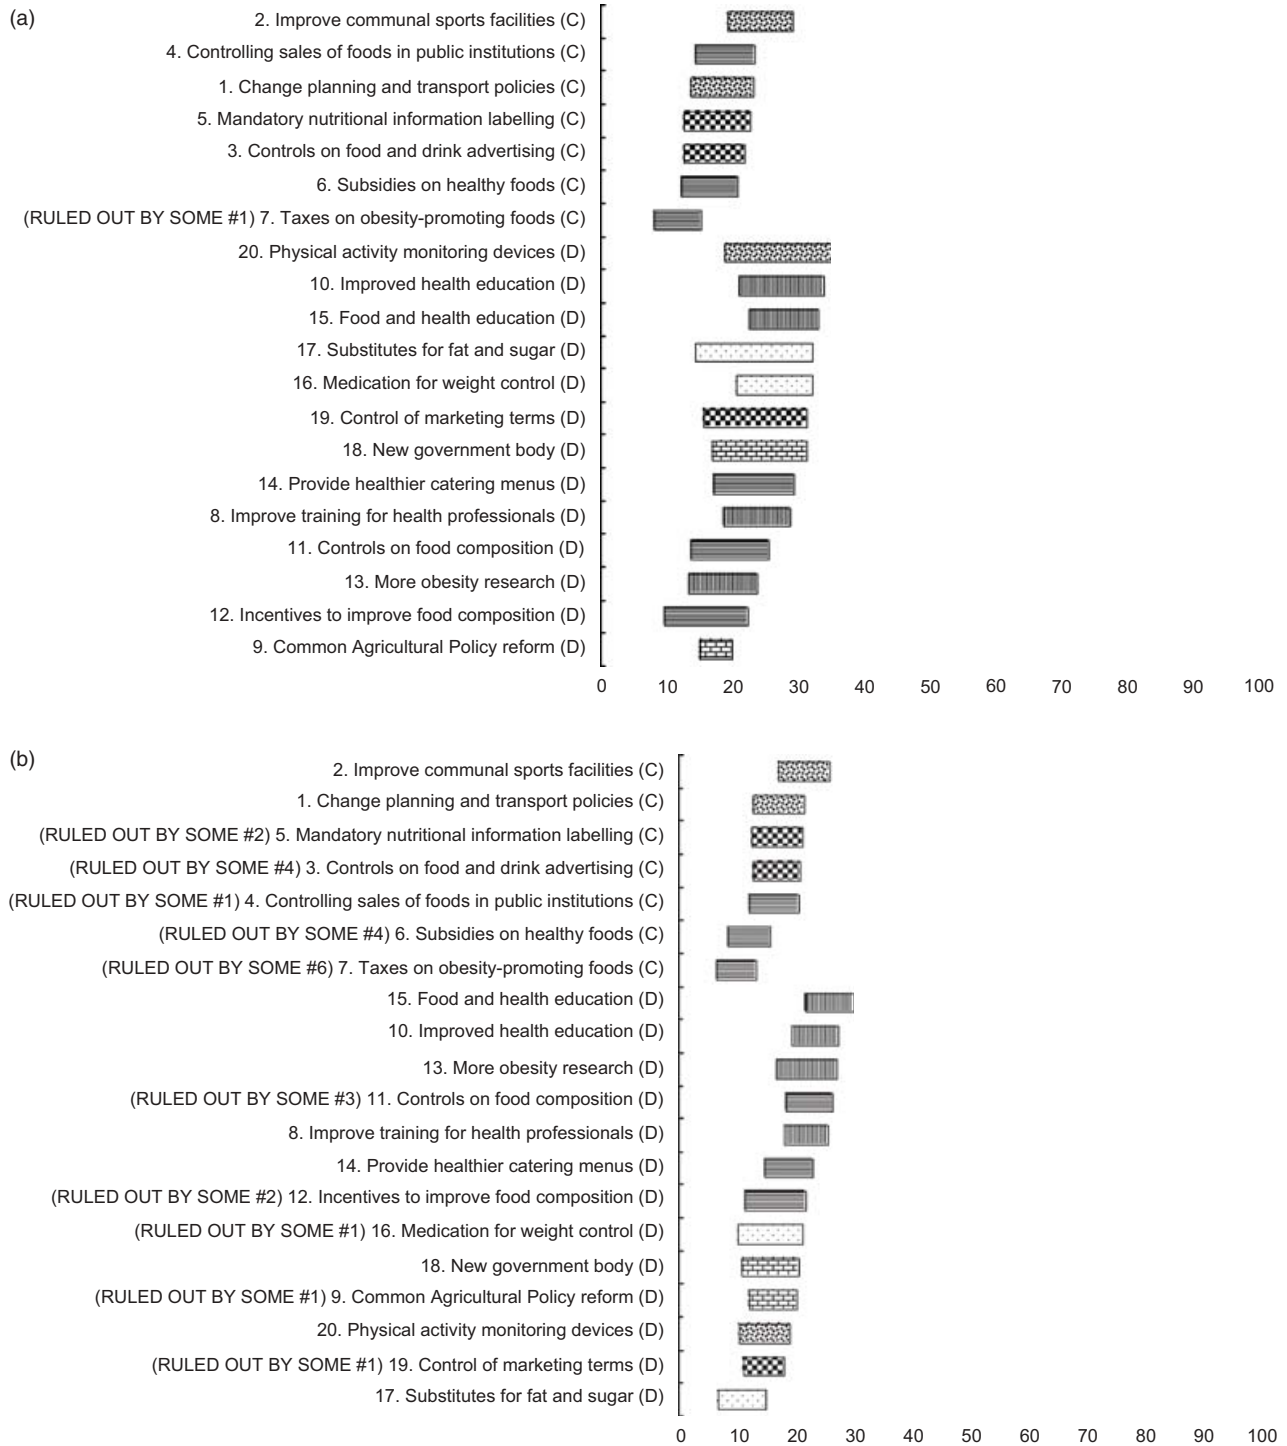 (a)
2. Improve communal sports facilities (C)
4. Controlling sales of foods in public institutions (C)
1. Change planning and transport policies (C)
5. Mandatory nutritional information labelling (C)
3. Controls on food and drink advertising (C)
6. Subsidies on healthy foods (C)
(RULED OUT BY SOME #1) 7. Taxes on obesity-promoting foods (C)
20. Physical activity monitoring devices (D)
10. Improved health education (D)
15. Food and health education (D)
17. Substitutes for fat and sugar (D)
16. Medication for weight control (D)
19. Control of marketing terms (D)
18. New government body (D)
14. Provide healthier catering menus (D)
8. Improve training for health professionals (D)
11. Controls on food composition (D)
13. More obesity research (D)
12. Incentives to improve food composition (D)
9. Common Agricultural Policy reform (D)
0 10 20 30 40 50 60 70 80 90 100
(b)
2. Improve communal sports facilities (C)
1. Change planning and transport policies (C)
(RULED OUT BY SOME #2) 5. Mandatory nutritional information labelling (C)
(RULED OUT BY SOME #4) 3. Controls on food and drink advertising (C)
(RULED OUT BY SOME #1) 4. Controlling sales of foods in public institutions (C)
(RULED OUT BY SOME #4) 6. Subsidies on healthy foods (C)
(RULED OUT BY SOME #6) 7. Taxes on obesity-promoting foods (C)
15. Food and health education (D)
10. Improved health education (D)
13. More obesity research (D)
(RULED OUT BY SOME #3) 11. Controls on food composition (D)
8. Improve training for health professionals (D)
14. Provide healthier catering menus (D)
(RULED OUT BY SOME #2) 12. Incentives to improve food composition (D)
(RULED OUT BY SOME #1) 16. Medication for weight control (D)
18. New government body (D)
(RULED OUT BY SOME #1) 9. Common Agricultural Policy reform (D)
20. Physical activity monitoring devices (D)
(RULED OUT BY SOME #1) 19. Control of marketing terms (D)
17. Substitutes for fat and sugar (D)
0 10 20 30 40 50 60 70 80 90 100